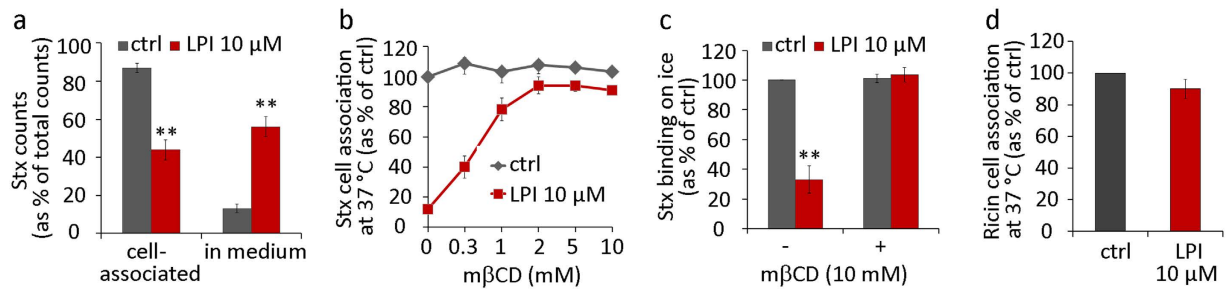 a
ctrl LPI 10 µM
Stx counts
(as % of total counts)
100
80
60
40
20
0
**
**
cell-
associated
in medium
b
Stx cell association
at 37 °C (as % of ctrl)
120
100
80
60
40
20
0
ctrl
LPI 10 µM
0 0.3 1 2 5 10
mβCD (mM)
c
ctrl LPI 10 µM
Stx binding on ice
(as % of ctrl)
120
100
80
60
40
20
0
**
- +
mβCD (10 mM)
d
Ricin cell association
at 37 °C (as % of ctrl)
120
100
80
60
40
20
0
ctrl
LPI
10 µM